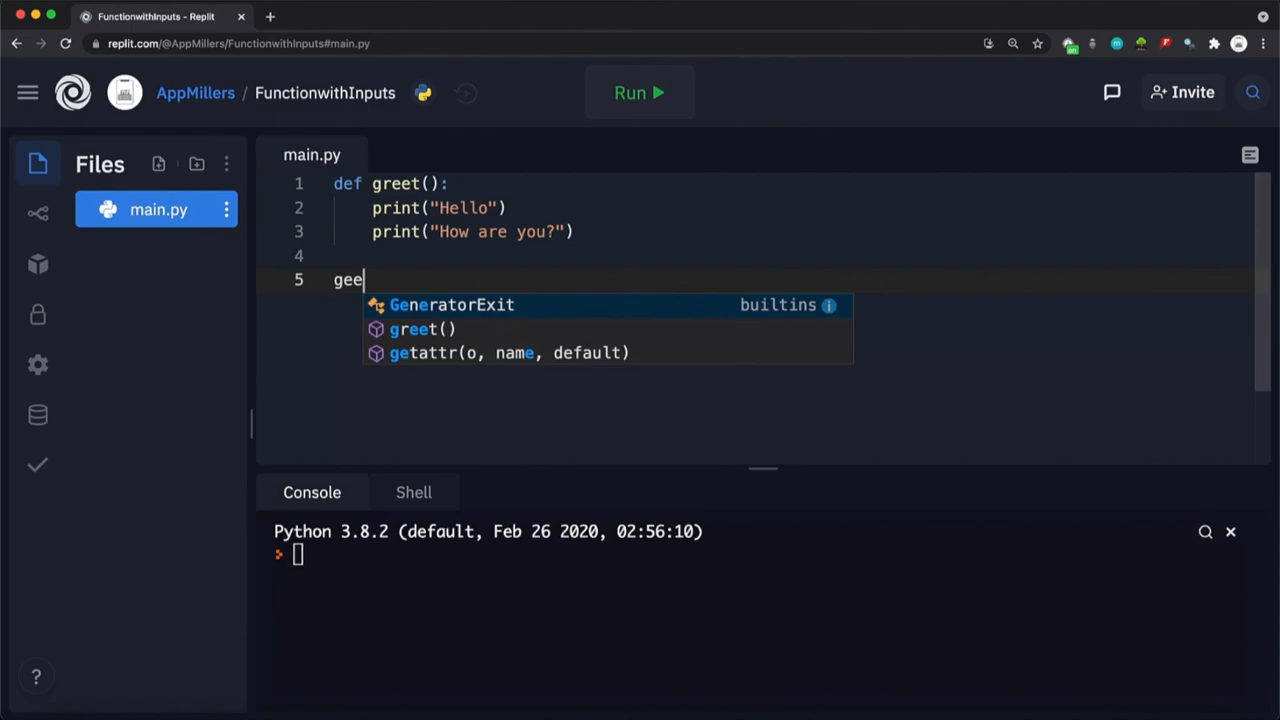 FunctionwithInputs - Replit
replit.com/@AppMillers/FunctionwithInputs#main.py
AppMillers / FunctionwithInputs
Run
Invite
Files
main.py
main.py
1 def greet():
2 print("Hello")
3 print("How are you?")
4
5 gee
GeneratorExit builtins
greet()
getattr(o, name, default)
Console Shell
Python 3.8.2 (default, Feb 26 2020, 02:56:10)
?